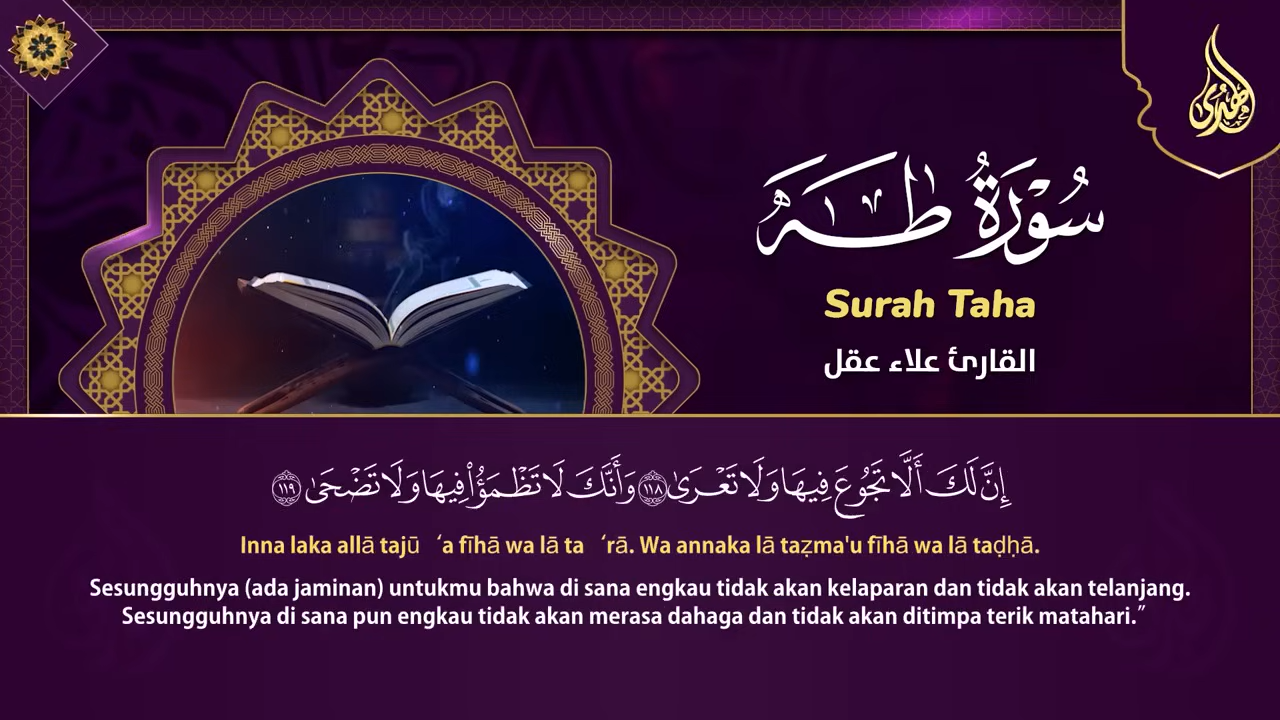 الهدى
سُورَةُ طه
Surah Taha
القارئ علاء عقل
إِنَّ لَكَ أَلَّا تَجُوعَ فِيهَا وَلَا تَعْرَىٰ ١١٨ وَأَنَّكَ لَا تَظْمَؤُا۟ فِيهَا وَلَا تَضْحَىٰ ١١٩
Inna laka allā tajū‘a fīhā wa lā ta‘rā. Wa annaka lā taẓma'u fīhā wa lā taḍḥā.
Sesungguhnya (ada jaminan) untukmu bahwa di sana engkau tidak akan kelaparan dan tidak akan telanjang.
Sesungguhnya di sana pun engkau tidak akan merasa dahaga dan tidak akan ditimpa terik matahari.”